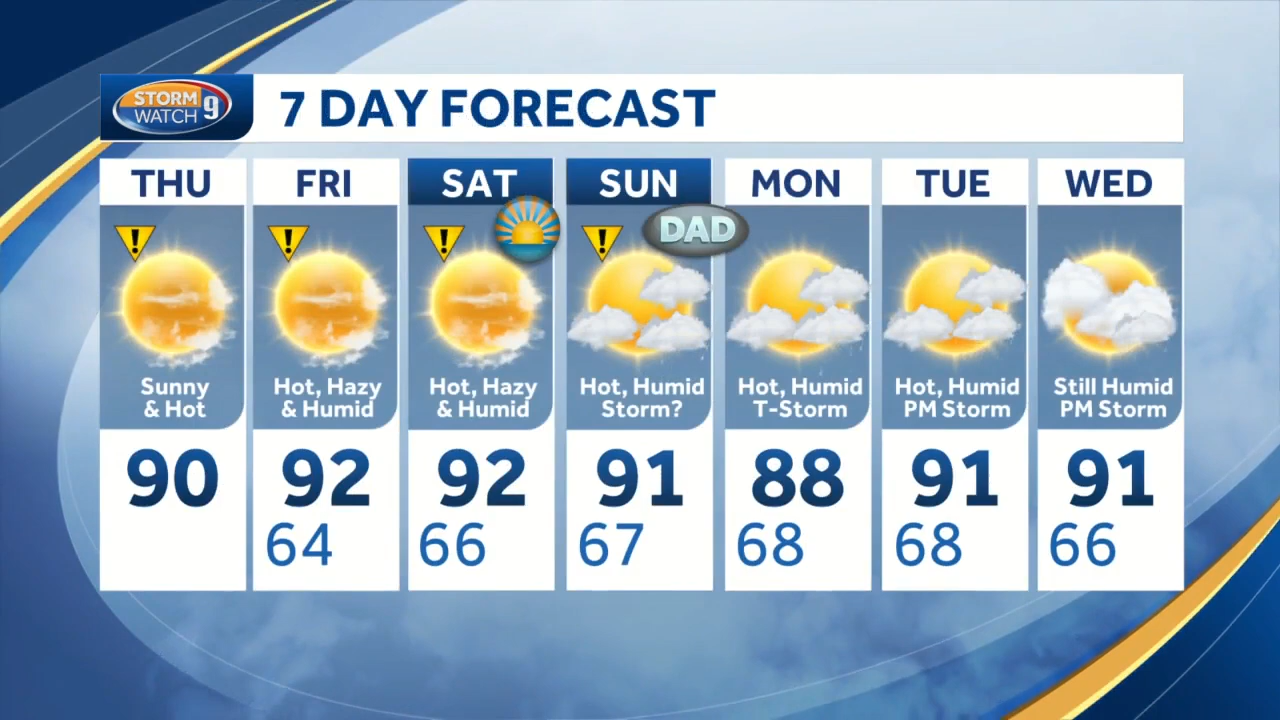 STORM
WATCH 9
7 DAY FORECAST
THU
FRI
SAT
SUN
MON
TUE
WED
!
!
!
!
DAD
Sunny
& Hot
Hot, Hazy
& Humid
Hot, Hazy
& Humid
Hot, Humid
Storm?
Hot, Humid
T-Storm
Hot, Humid
PM Storm
Still Humid
PM Storm
90
92
92
91
88
91
91
64
66
67
68
68
66